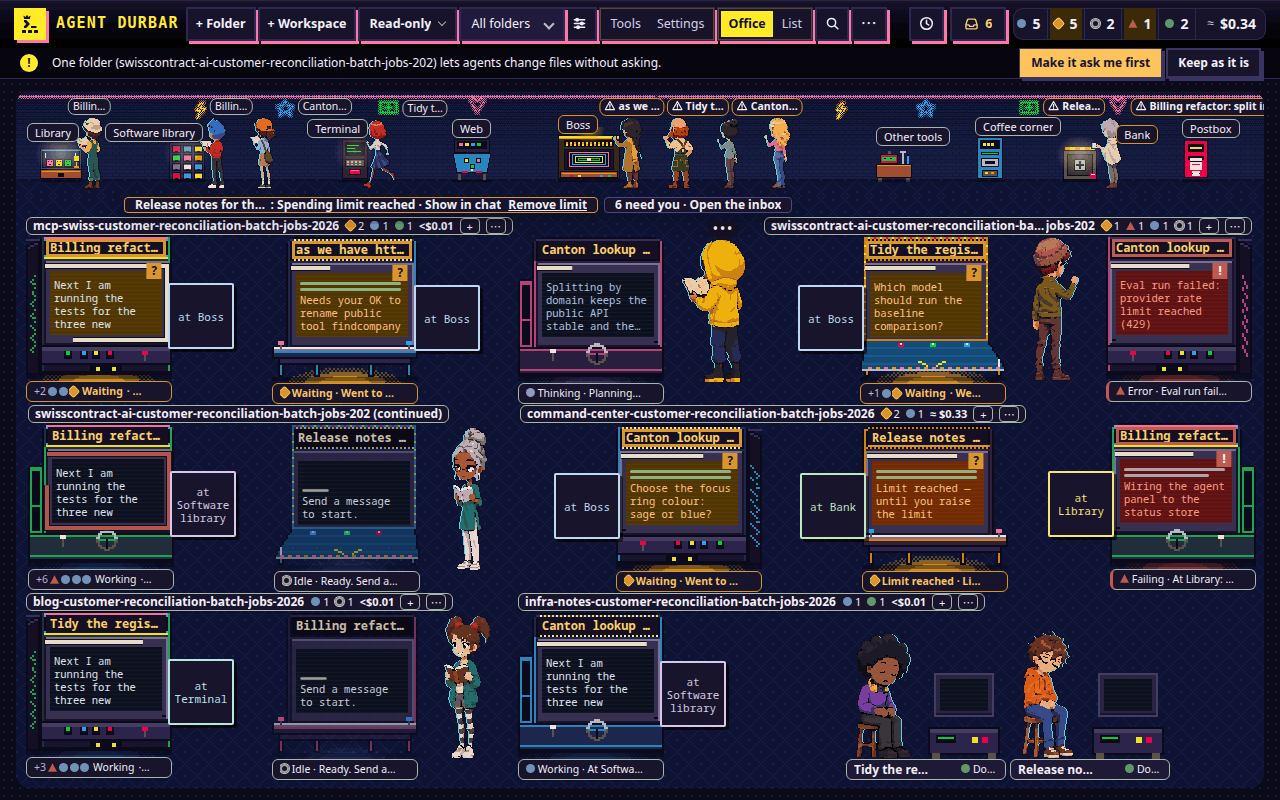 AGENT DURBAR
+ Folder
+ Workspace
Read-only
All folders
Tools
Settings
Office
List
6
5
5
2
1
2
≈ $0.34
One folder (swisscontract-ai-customer-reconciliation-batch-jobs-202) lets agents change files without asking.
Make it ask me first
Keep as it is
Billin...
Billin...
Canton...
Tidy t...
as we ...
Tidy t...
Canton...
Relea...
Billing refactor: split i
Library
Software library
Terminal
Web
Boss
Other tools
Coffee corner
Bank
Postbox
Release notes for th... : Spending limit reached · Show in chat Remove limit
6 need you · Open the inbox
mcp-swiss-customer-reconciliation-batch-jobs-2026 2 1 1 <$0.01 + ...
swisscontract-ai-customer-reconciliation-ba...jobs-202 1 1 1 1 + ...
Billing refact…
?
Next I am
running the
tests for the
three new
at Boss
+2 Waiting · ...
as we have htt…
?
Needs your OK to
rename public
tool findcompany
at Boss
Waiting · Went to ...
Canton lookup …
Splitting by
domain keeps the
public API
stable and the…
Thinking · Planning...
at Boss
Tidy the regis…
?
Which model
should run the
baseline
comparison?
+1 Waiting · We...
Canton lookup …
!
Eval run failed:
provider rate
limit reached
(429)
Error · Eval run fail...
swisscontract-ai-customer-reconciliation-batch-jobs-202 (continued)
command-center-customer-reconciliation-batch-jobs-2026 2 1 ≈ $0.33 + ...
Billing refact…
Next I am
running the
tests for the
three new
at
Software
library
+6 Working ·...
Release notes …
Send a message
to start.
Idle · Ready. Send a...
at Boss
Canton lookup …
?
Choose the focus
ring colour:
sage or blue?
Waiting · Went to ...
at Bank
Release notes …
?
Limit reached —
until you raise
the limit
Limit reached · Li...
at
Library
Billing refact…
!
Wiring the agent
panel to the
status store
Failing · At Library: ...
blog-customer-reconciliation-batch-jobs-2026 1 1 <$0.01 + ...
infra-notes-customer-reconciliation-batch-jobs-2026 1 1 <$0.01 + ...
Tidy the regis…
Next I am
running the
tests for the
three new
at
Terminal
+3 Working ·...
Billing refact…
Send a message
to start.
Idle · Ready. Send a...
Canton lookup …
Next I am
running the
tests for the
three new
at
Software
library
Working · At Softwa...
Tidy the re... Do...
Release no... Do...